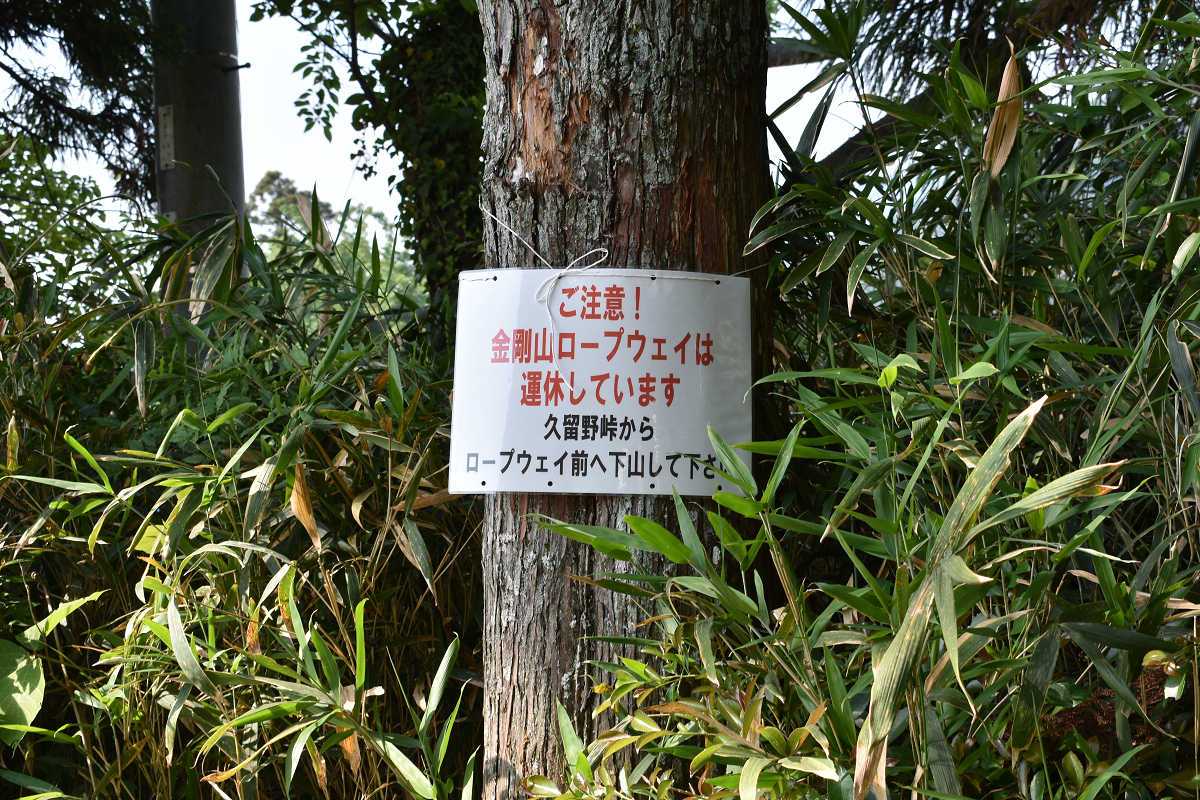 ご注意！
金剛山ロープウェイは
運休しています
久留野峠から
ロープウェイ前へ下山して下さ